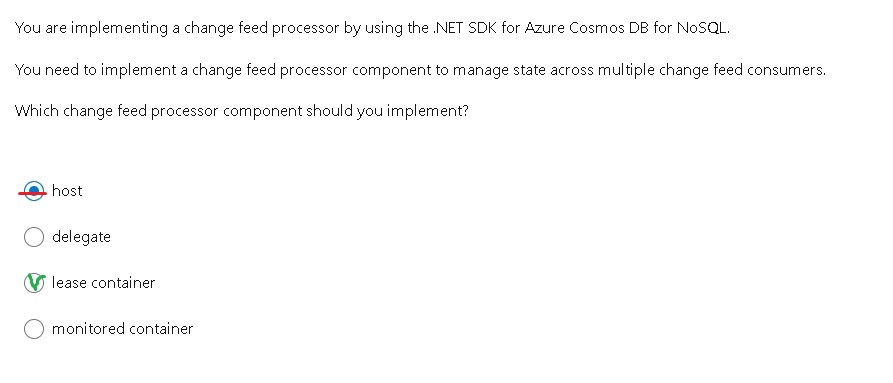 You are implementing a change feed processor by using the .NET SDK for Azure Cosmos DB for NoSQL.
You need to implement a change feed processor component to manage state across multiple change feed consumers.
Which change feed processor component should you implement?
host
delegate
lease container
monitored container